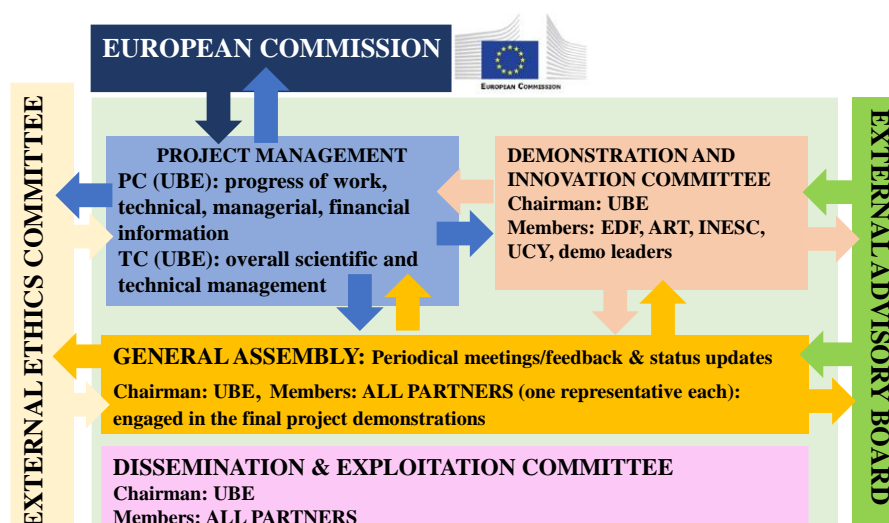 EUROPEAN COMMISSION
EUROPEAN COMMISSION
EXTERNAL ETHICS COMMITTEE
PROJECT MANAGEMENT
PC (UBE): progress of work,
technical, managerial, financial
information
TC (UBE): overall scientific and
technical management
DEMONSTRATION AND
INNOVATION COMMITTEE
Chairman: UBE
Members: EDF, ART, INESC,
UCY, demo leaders
EXTERNAL ADVISORY BOARD
GENERAL ASSEMBLY: Periodical meetings/feedback & status updates
Chairman: UBE, Members: ALL PARTNERS (one representative each):
engaged in the final project demonstrations
DISSEMINATION & EXPLOITATION COMMITTEE
Chairman: UBE
Members: ALL PARTNERS